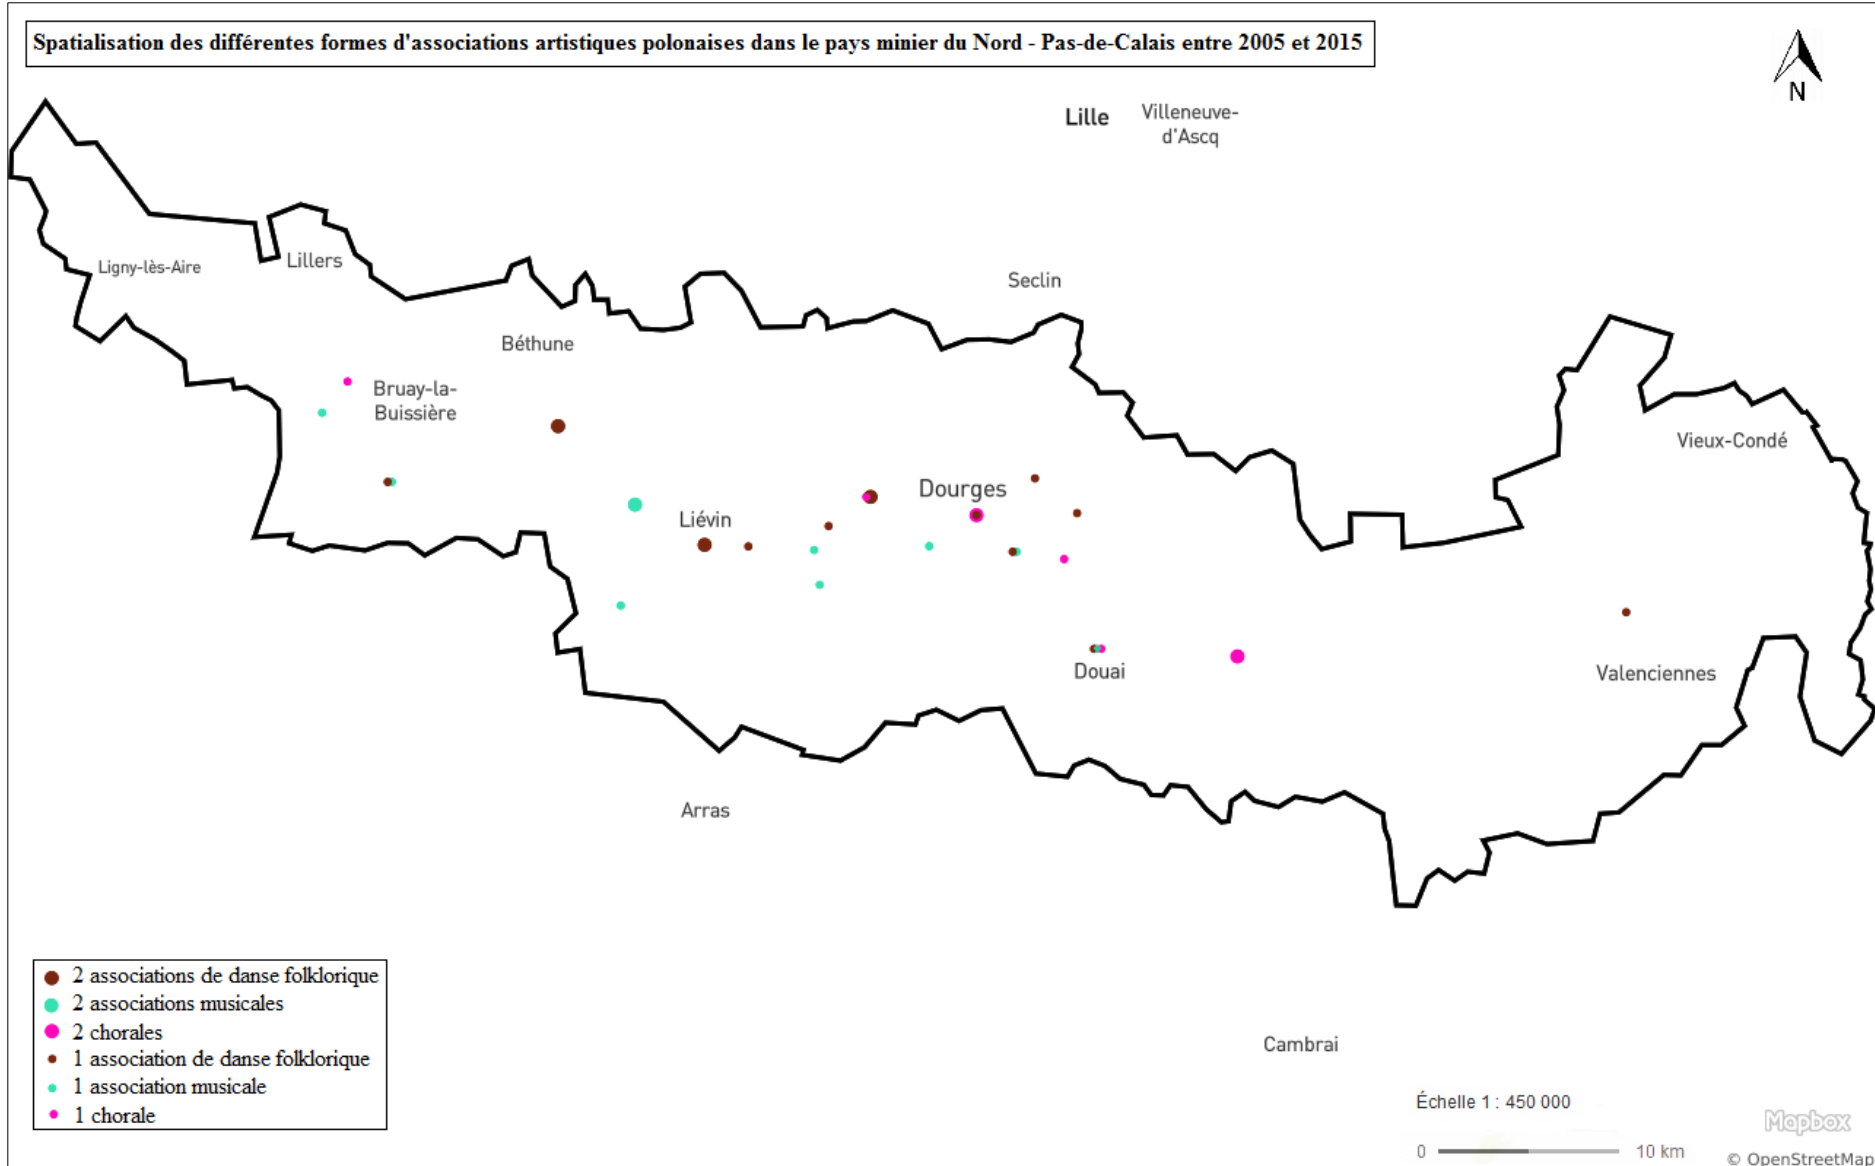 Spatialisation des différentes formes d'associations artistiques polonaises dans le pays minier du Nord - Pas-de-Calais entre 2005 et 2015
N
Lille
Villeneuve-
d'Ascq
Ligny-lès-Aire
Lillers
Seclin
Béthune
Bruay-la-
Buissière
Vieux-Condé
Dourges
Liévin
Douai
Valenciennes
Arras
2 associations de danse folklorique
2 associations musicales
2 chorales
1 association de danse folklorique
1 association musicale
1 chorale
Cambrai
Échelle 1 : 450 000
0
10 km
Mapbox
© OpenStreetMap